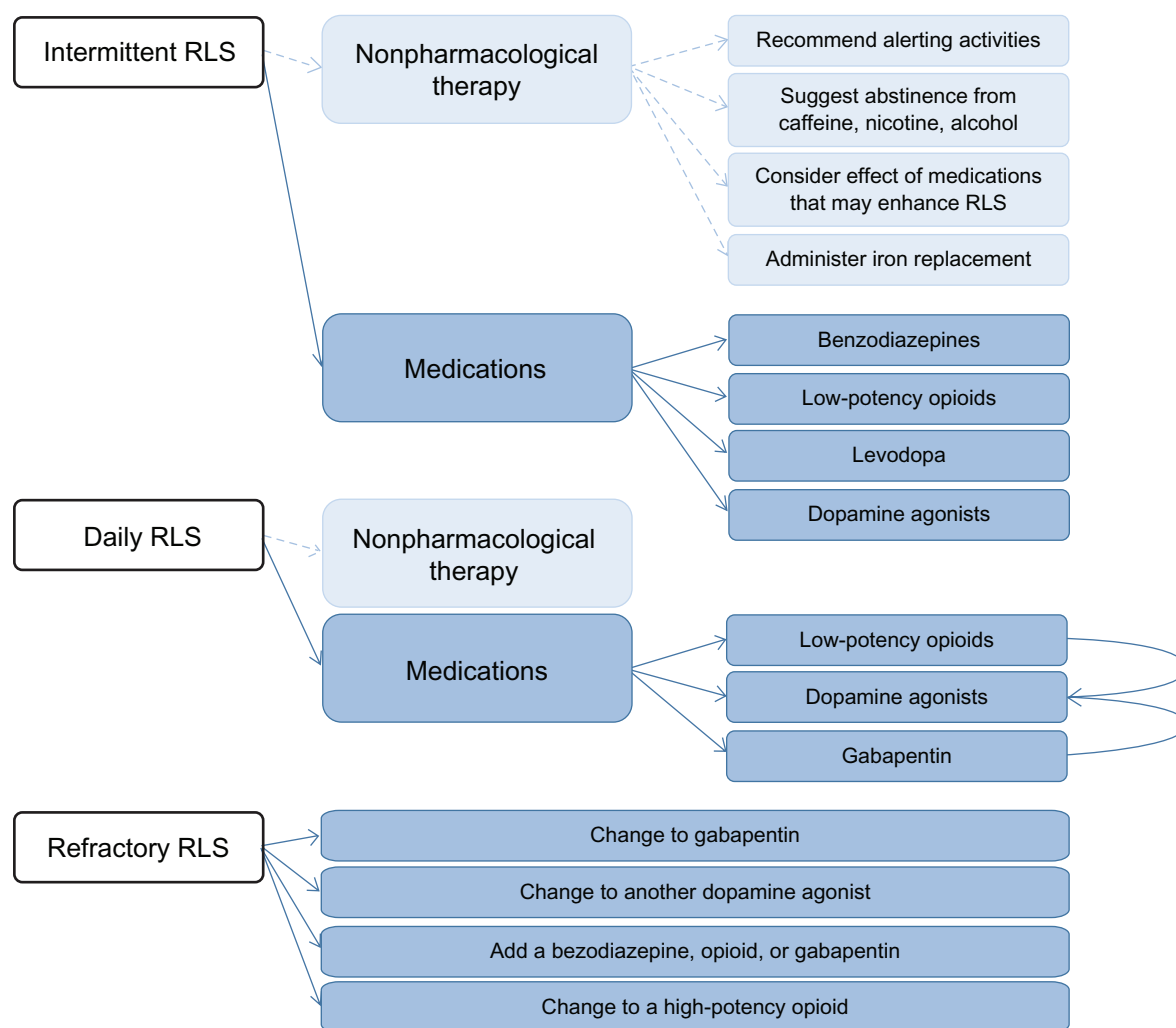 Intermittent RLS
Nonpharmacological
therapy
Recommend alerting activities
Suggest abstinence from
caffeine, nicotine, alcohol
Consider effect of medications
that may enhance RLS
Administer iron replacement
Medications
Benzodiazepines
Low-potency opioids
Levodopa
Dopamine agonists
Daily RLS
Nonpharmacological
therapy
Medications
Low-potency opioids
Dopamine agonists
Gabapentin
Refractory RLS
Change to gabapentin
Change to another dopamine agonist
Add a bezodiazepine, opioid, or gabapentin
Change to a high-potency opioid